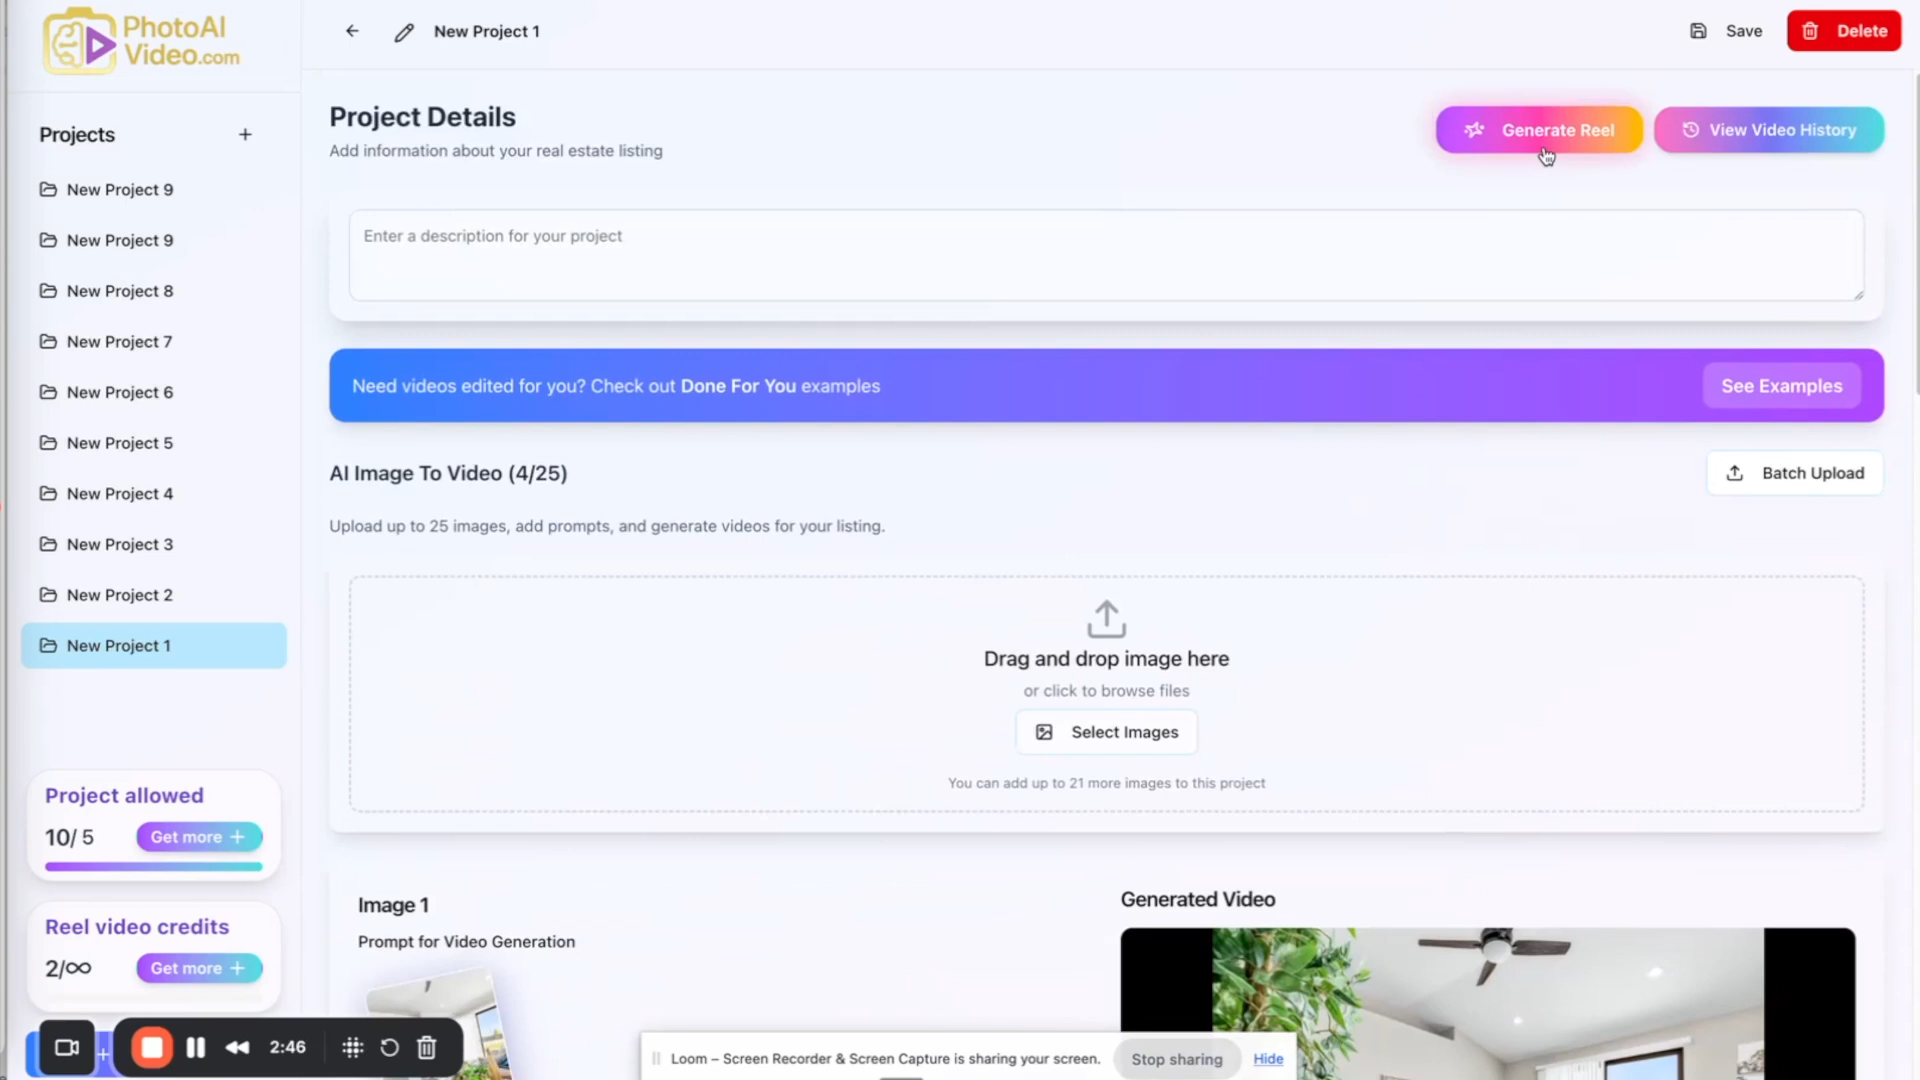 PhotoAI
Video.com
New Project 1
Save
Delete
Projects
+
New Project 9
New Project 9
New Project 8
New Project 7
New Project 6
New Project 5
New Project 4
New Project 3
New Project 2
New Project 1
Project allowed
10/ 5
Get more +
Reel video credits
2/∞
Get more +
Project Details
Add information about your real estate listing
Generate Reel
View Video History
Enter a description for your project
Need videos edited for you? Check out Done For You examples
See Examples
AI Image To Video (4/25)
Batch Upload
Upload up to 25 images, add prompts, and generate videos for your listing.
Drag and drop image here
or click to browse files
Select Images
You can add up to 21 more images to this project
Image 1
Prompt for Video Generation
Generated Video
2:46
Loom – Screen Recorder & Screen Capture is sharing your screen.
Stop sharing
Hide